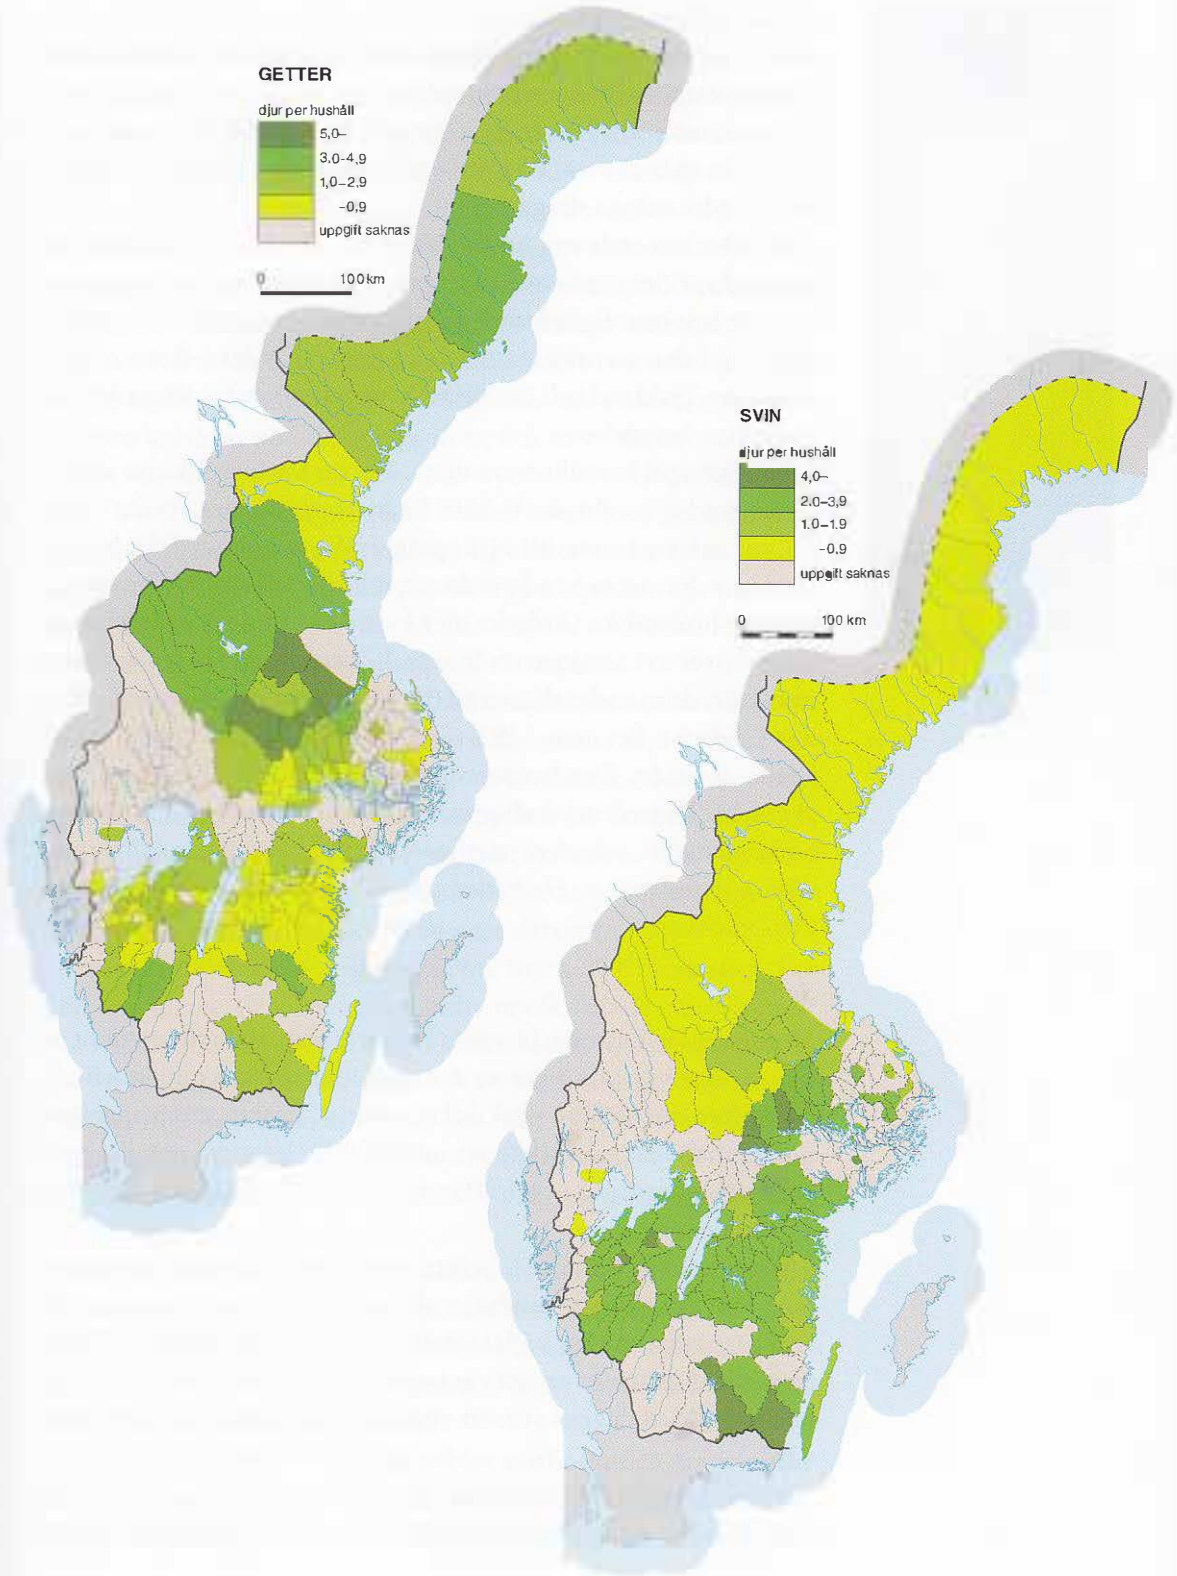 GETTER
djur per hushåll
5,0–
3.0-4,9
1,0–2,9
-0,9
uppgift saknas
0 100 km
SVIN
djur per hushåll
4,0–
2.0–3,9
1.0–1.9
-0.9
uppgift saknas
0 100 km